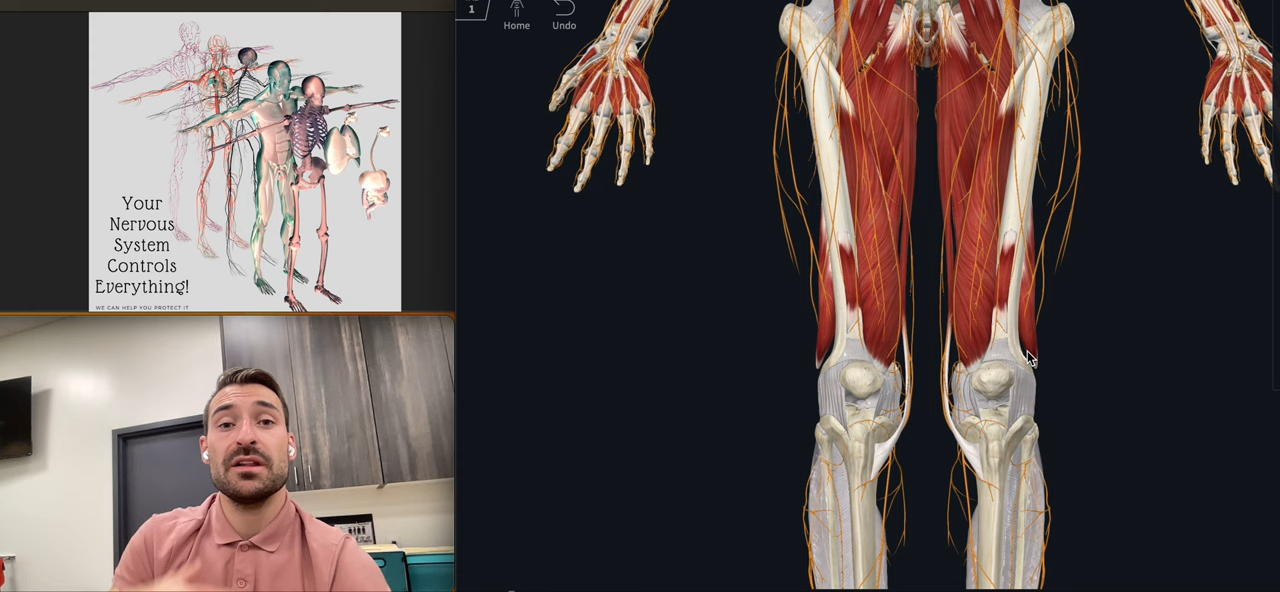 Your
Nervous
System
Controls
Everything!
WE CAN HELP YOU PROTECT IT
1
Home
Undo